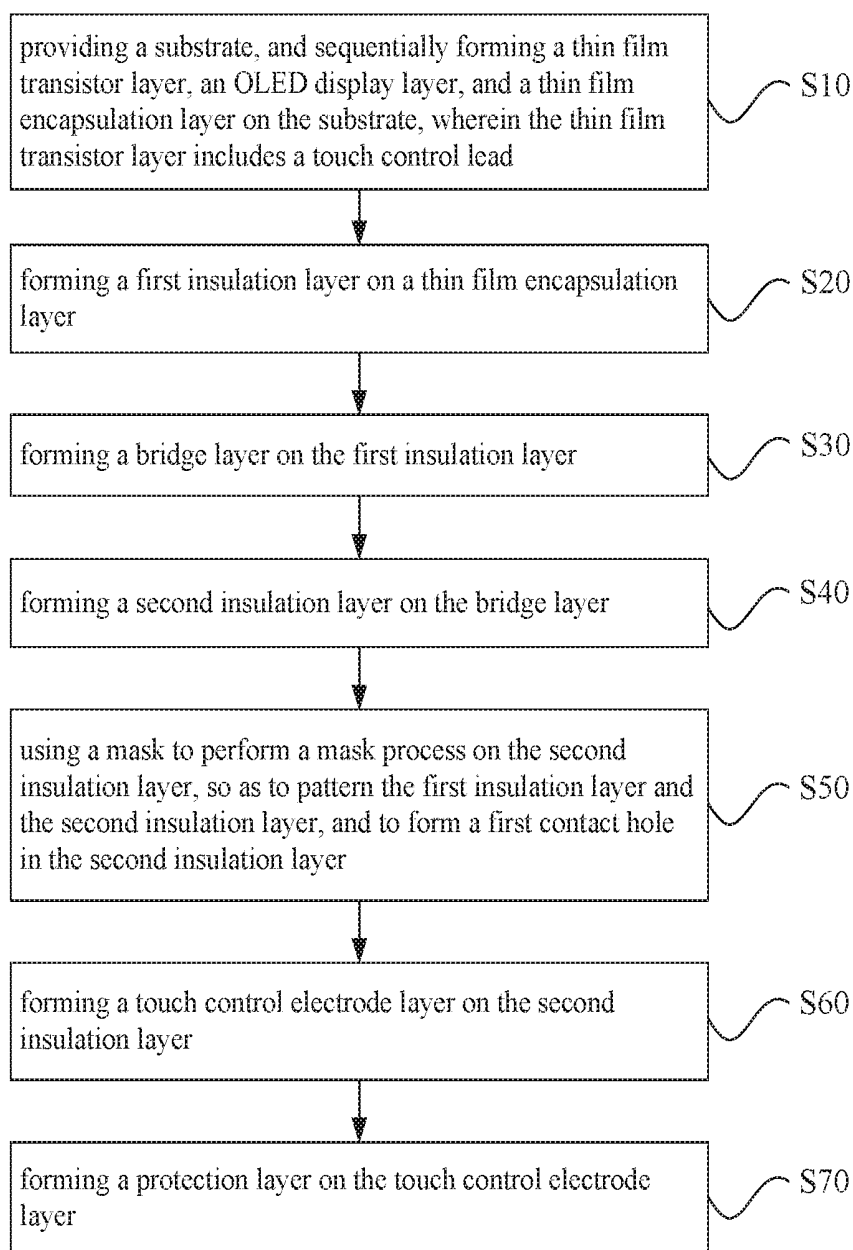 providing a substrate, and sequentially forming a thin film
transistor layer, an OLED display layer, and a thin film
encapsulation layer on the substrate, wherein the thin film
transistor layer includes a touch control lead
S10
forming a first insulation layer on a thin film encapsulation
layer
S20
forming a bridge layer on the first insulation layer
S30
forming a second insulation layer on the bridge layer
S40
using a mask to perform a mask process on the second
insulation layer, so as to pattern the first insulation layer and
the second insulation layer, and to form a first contact hole
in the second insulation layer
S50
forming a touch control electrode layer on the second
insulation layer
S60
forming a protection layer on the touch control electrode
layer
S70